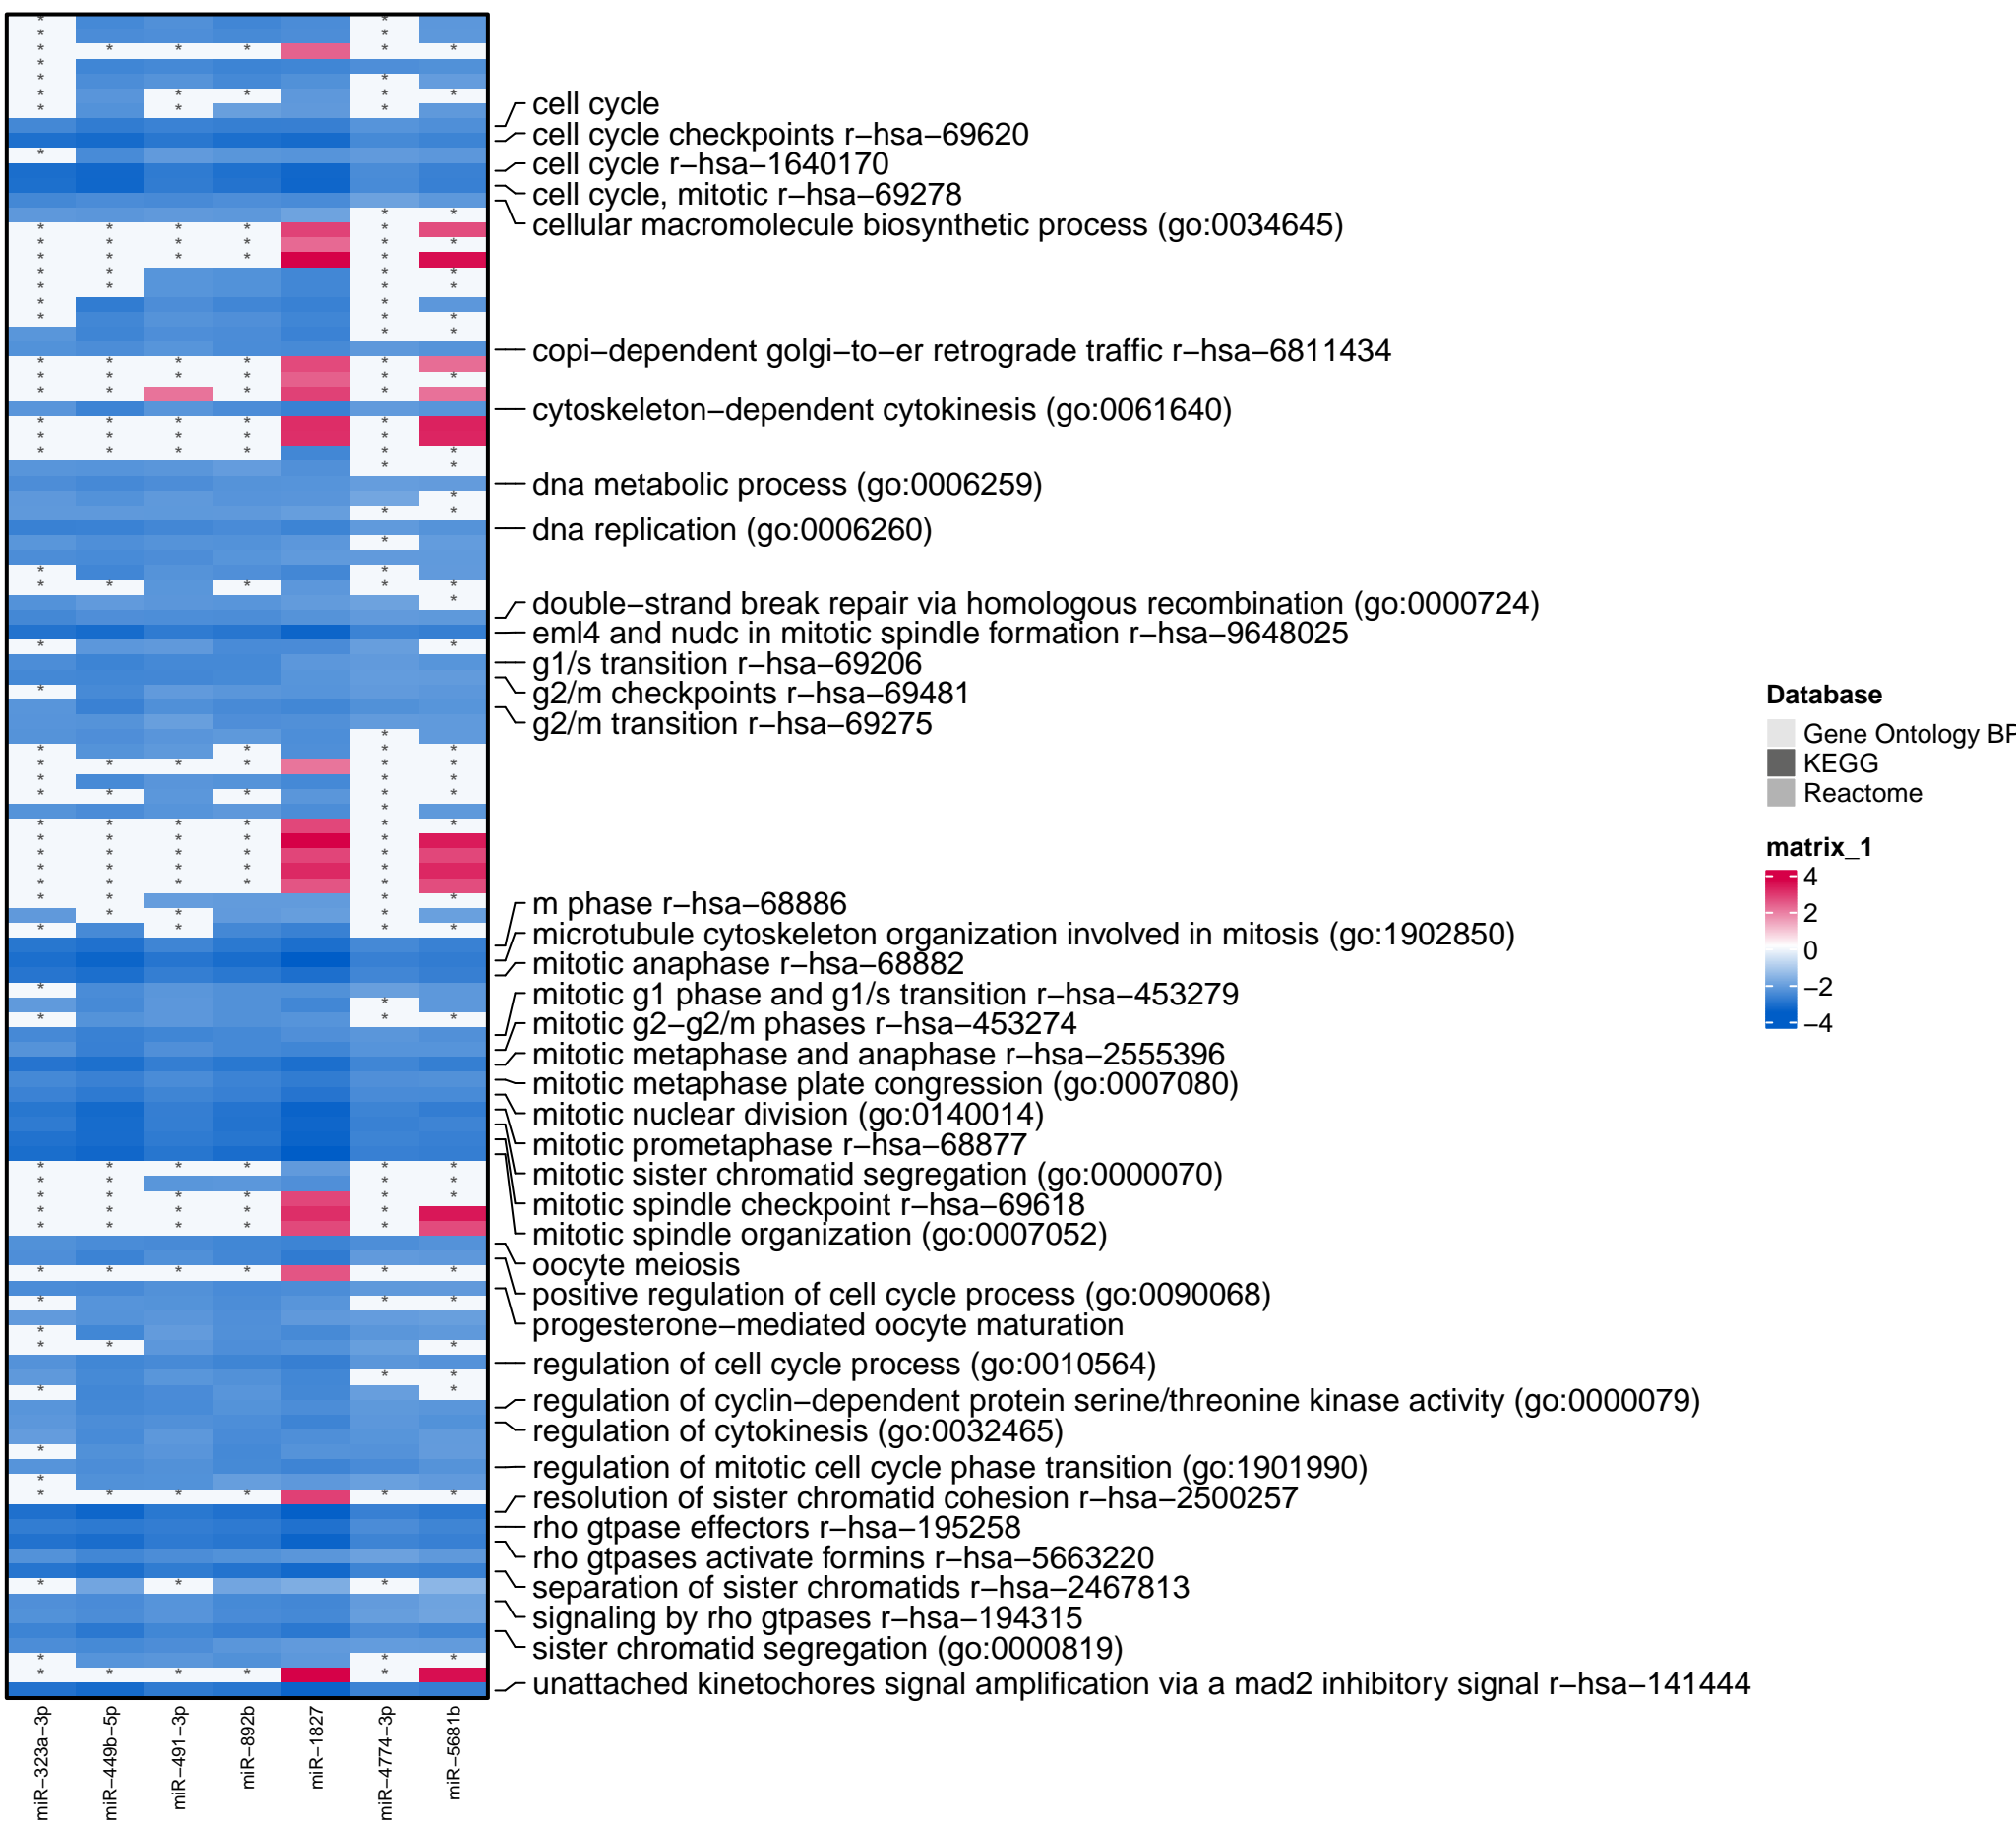 cell cycle
cell cycle checkpoints r−hsa−69620
cell cycle r−hsa−1640170
cell cycle, mitotic r−hsa−69278
cellular macromolecule biosynthetic process (go:0034645)
copi−dependent golgi−to−er retrograde traffic r−hsa−6811434
cytoskeleton−dependent cytokinesis (go:0061640)
dna metabolic process (go:0006259)
dna replication (go:0006260)
double−strand break repair via homologous recombination (go:0000724)
eml4 and nudc in mitotic spindle formation r−hsa−9648025
g1/s transition r−hsa−69206
g2/m checkpoints r−hsa−69481
g2/m transition r−hsa−69275
m phase r−hsa−68886
microtubule cytoskeleton organization involved in mitosis (go:1902850)
mitotic anaphase r−hsa−68882
mitotic g1 phase and g1/s transition r−hsa−453279
mitotic g2−g2/m phases r−hsa−453274
mitotic metaphase and anaphase r−hsa−2555396
mitotic metaphase plate congression (go:0007080)
mitotic nuclear division (go:0140014)
mitotic prometaphase r−hsa−68877
mitotic sister chromatid segregation (go:0000070)
mitotic spindle checkpoint r−hsa−69618
mitotic spindle organization (go:0007052)
oocyte meiosis
positive regulation of cell cycle process (go:0090068)
progesterone−mediated oocyte maturation
regulation of cell cycle process (go:0010564)
regulation of cyclin−dependent protein serine/threonine kinase activity (go:0000079)
regulation of cytokinesis (go:0032465)
regulation of mitotic cell cycle phase transition (go:1901990)
resolution of sister chromatid cohesion r−hsa−2500257
rho gtpase effectors r−hsa−195258
rho gtpases activate formins r−hsa−5663220
separation of sister chromatids r−hsa−2467813
signaling by rho gtpases r−hsa−194315
sister chromatid segregation (go:0000819)
unattached kinetochores signal amplification via a mad2 inhibitory signal r−hsa−141444
miR−323a−3p
miR−449b−5p
miR−491−3p
miR−892b
miR−1827
miR−4774−3p
miR−5681b
Database
Gene Ontology BP
KEGG
Reactome
matrix_1
4
2
0
−2
−4